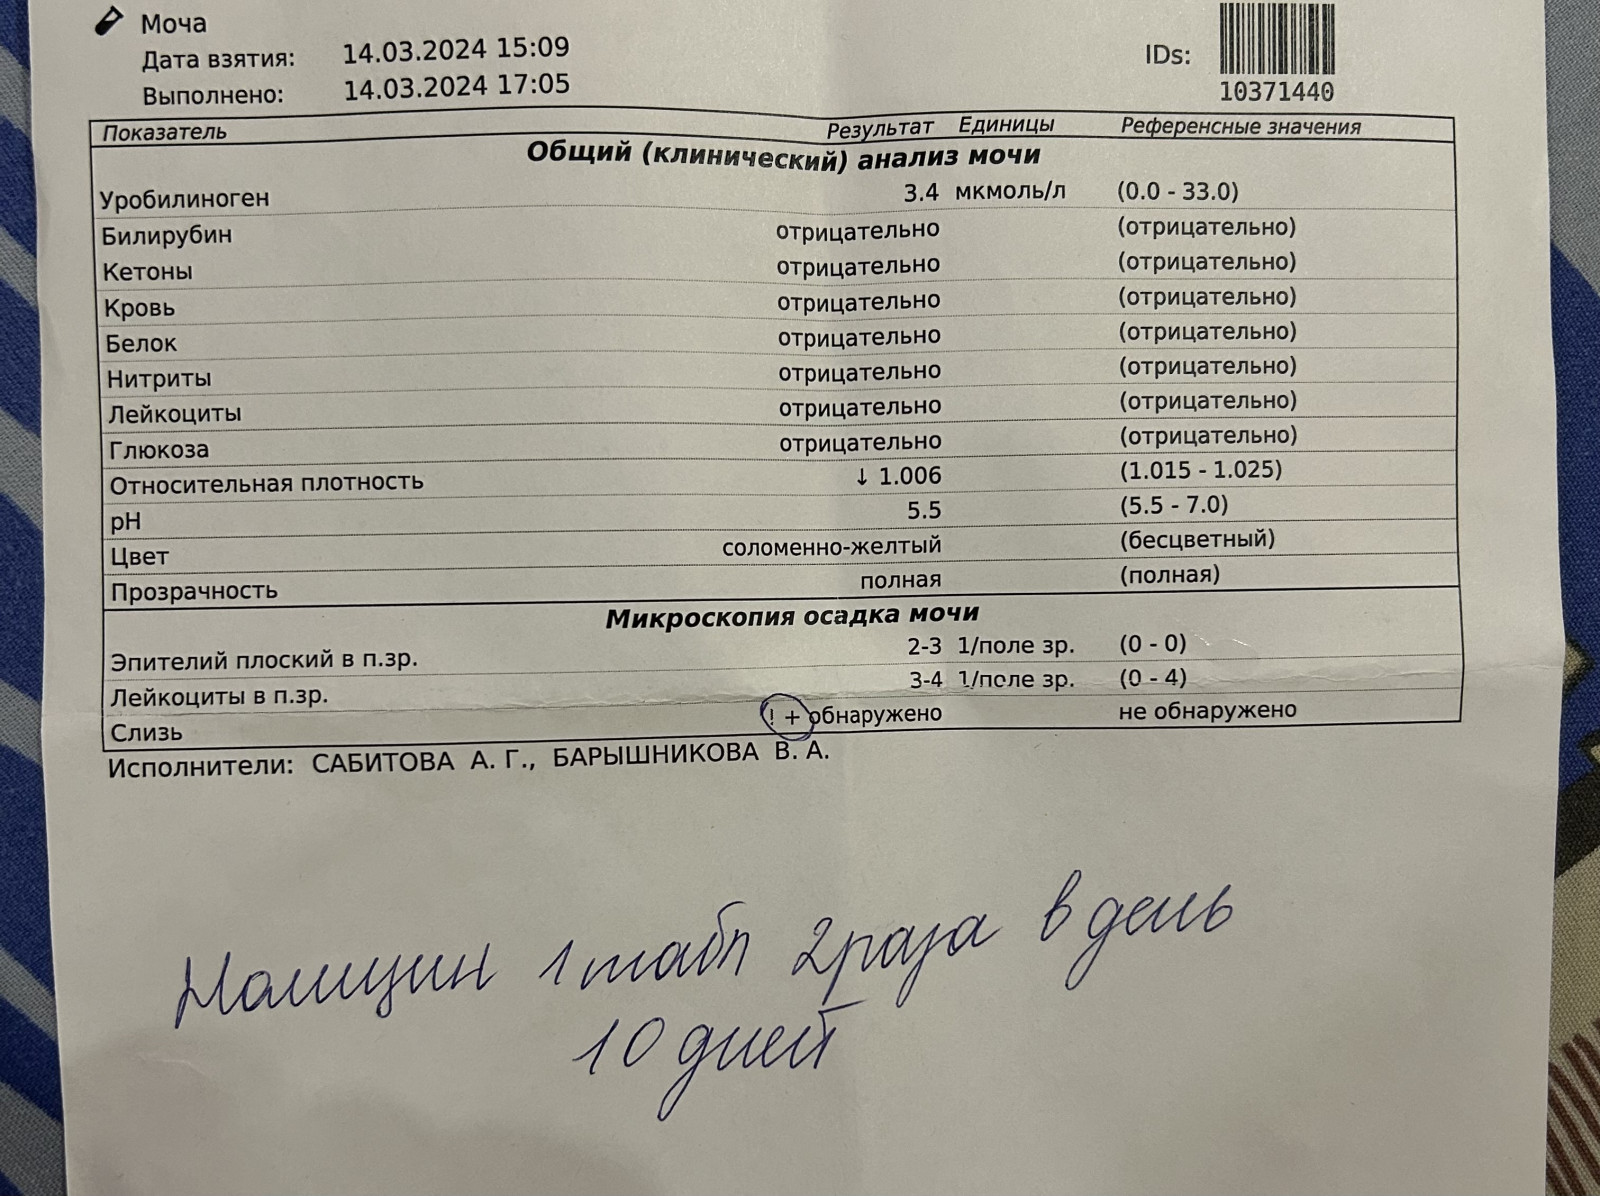 Моча
Дата взятия: 14.03.2024 15:09
Выполнено: 14.03.2024 17:05
IDs:
10371440
Показатель Результат Единицы Референсные значения
Общий (клинический) анализ мочи
Уробилиноген 3.4 мкмоль/л (0.0 - 33.0)
Билирубин отрицательно (отрицательно)
Кетоны отрицательно (отрицательно)
Кровь отрицательно (отрицательно)
Белок отрицательно (отрицательно)
Нитриты отрицательно (отрицательно)
Лейкоциты отрицательно (отрицательно)
Глюкоза отрицательно (отрицательно)
Относительная плотность ↓ 1.006 (1.015 - 1.025)
pH 5.5 (5.5 - 7.0)
Цвет соломенно-желтый (бесцветный)
Прозрачность полная (полная)
Микроскопия осадка мочи
Эпителий плоский в п.зр. 2-3 1/поле зр. (0 - 0)
Лейкоциты в п.зр. 3-4 1/поле зр. (0 - 4)
Слизь ! + обнаружено не обнаружено
Исполнители: САБИТОВА А. Г., БАРЫШНИКОВА В. А.
1 табл 2 раза в день
10 дней